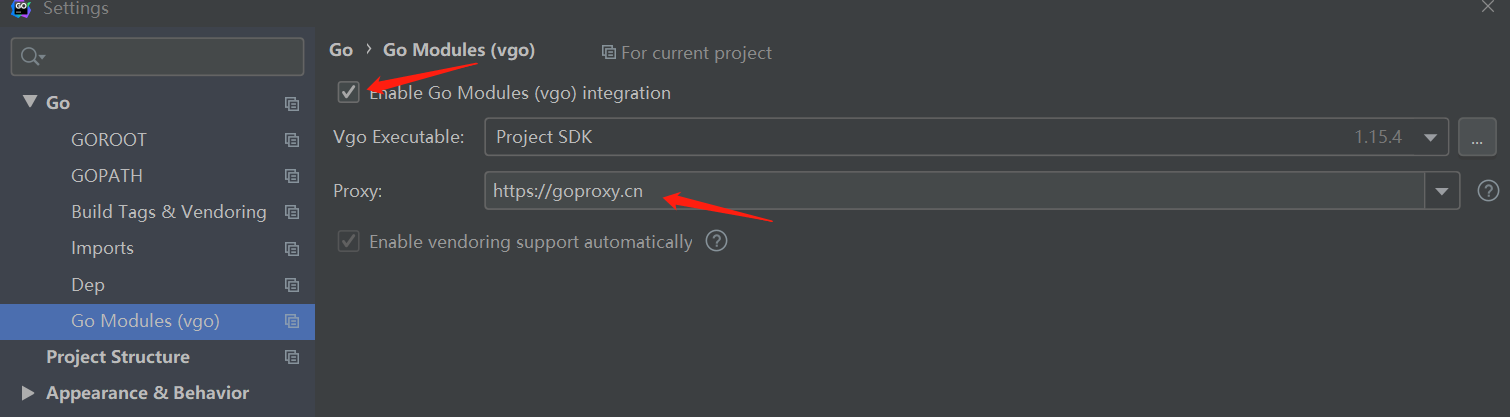 GO
Settings
Go
GOROOT
GOPATH
Build Tags & Vendoring
Imports
Dep
Go Modules (vgo)
Project Structure
Appearance & Behavior
Go › Go Modules (vgo) For current project
Enable Go Modules (vgo) integration
Vgo Executable: Project SDK 1.15.4 ...
Proxy: https://goproxy.cn ?
Enable vendoring support automatically ?